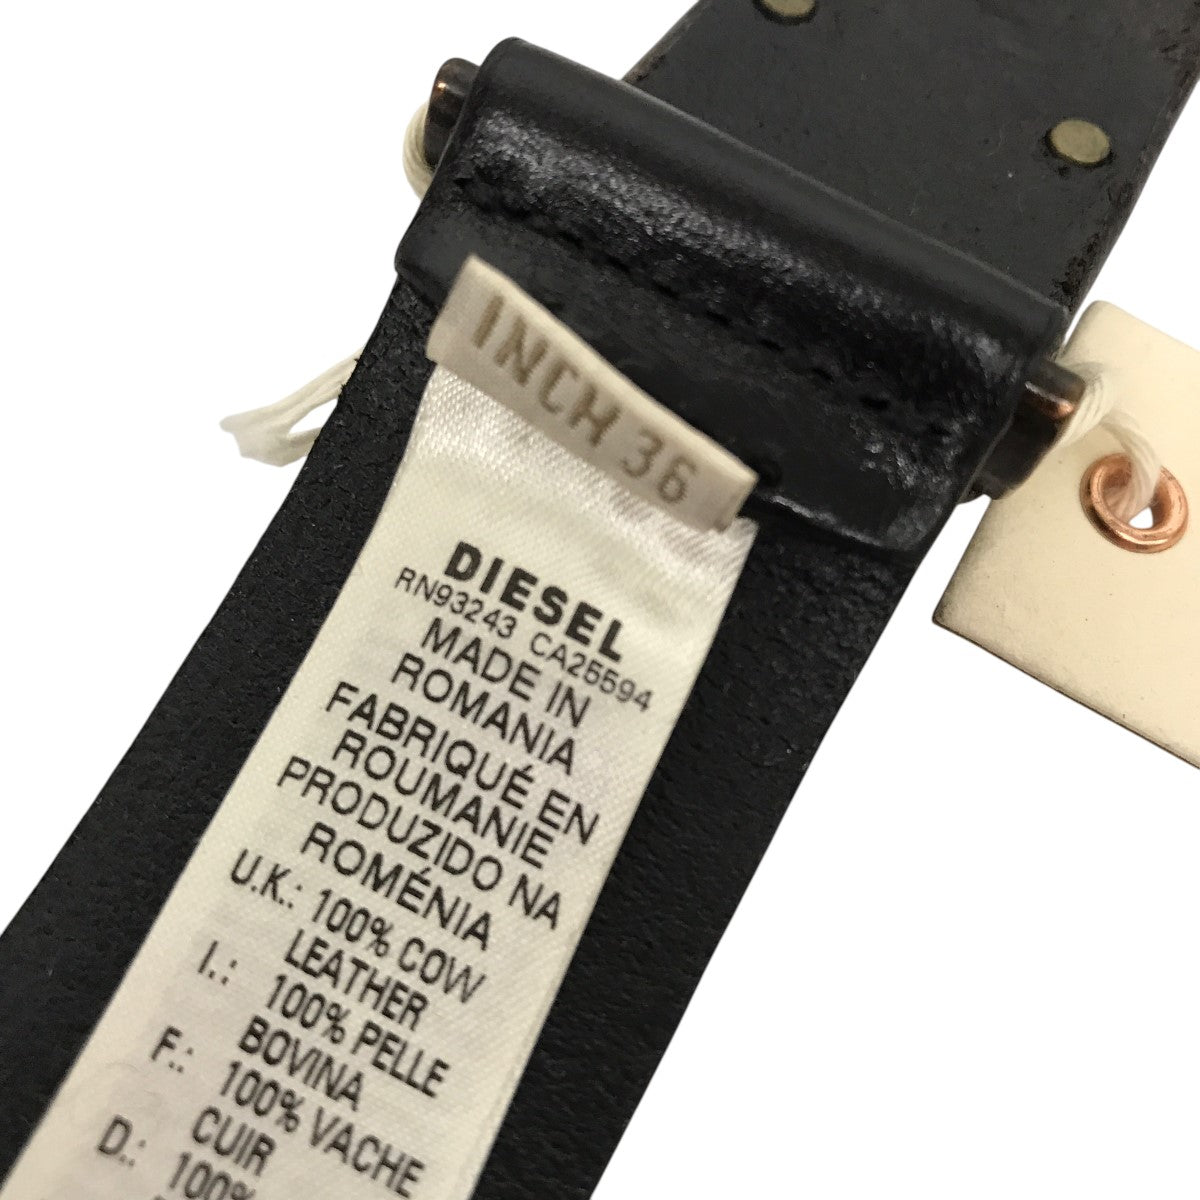 INCH 36
DIESEL
RN93243 CA25594
MADE IN
ROMANIA
FABRIQUÉ EN
ROUMANIE
PRODUZIDO NA
ROMÉNIA
U.K.: 100% COW
LEATHER
I.: 100% PELLE
BOVINA
F.: 100% VACHE
CUIR
D.: 100%